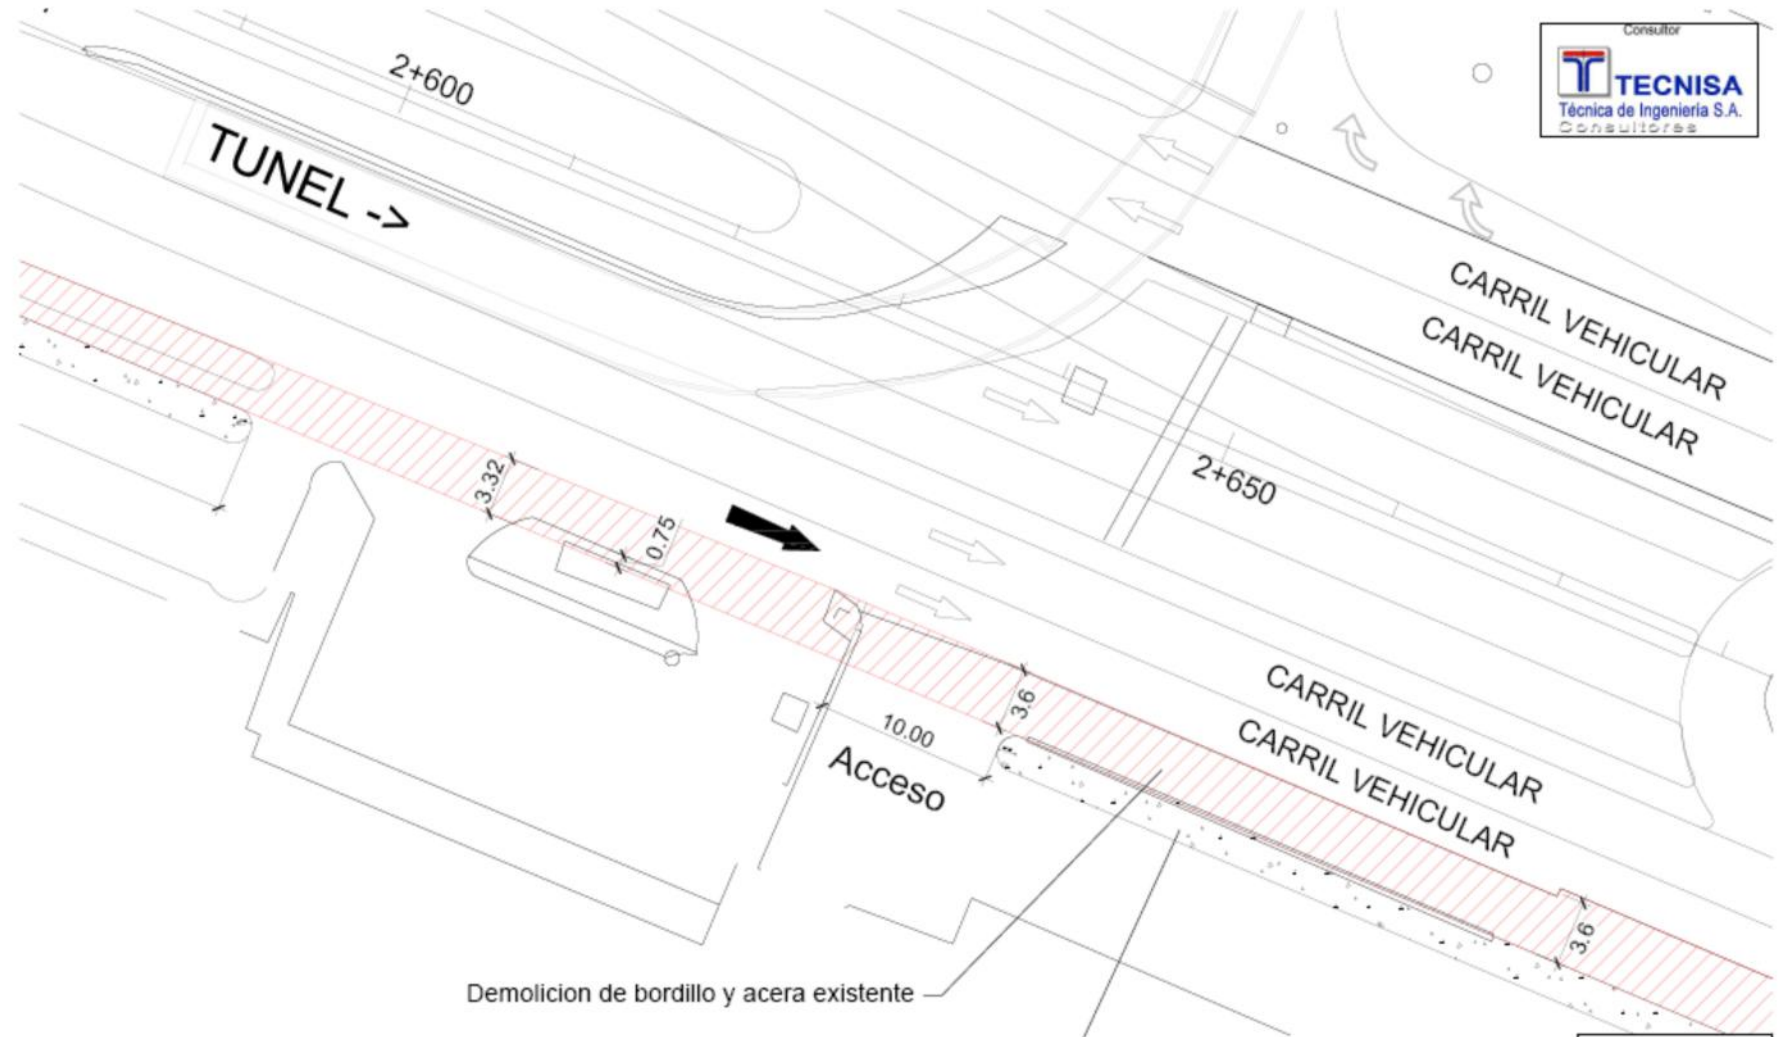 Consultor
TECNISA
Técnica de Ingeniería S.A.
Consultores
2+600
TUNEL ->
CARRIL VEHICULAR
CARRIL VEHICULAR
2+650
3.32
0.75
3.6
10.00
Acceso
CARRIL VEHICULAR
CARRIL VEHICULAR
3.6
Demolicion de bordillo y acera existente